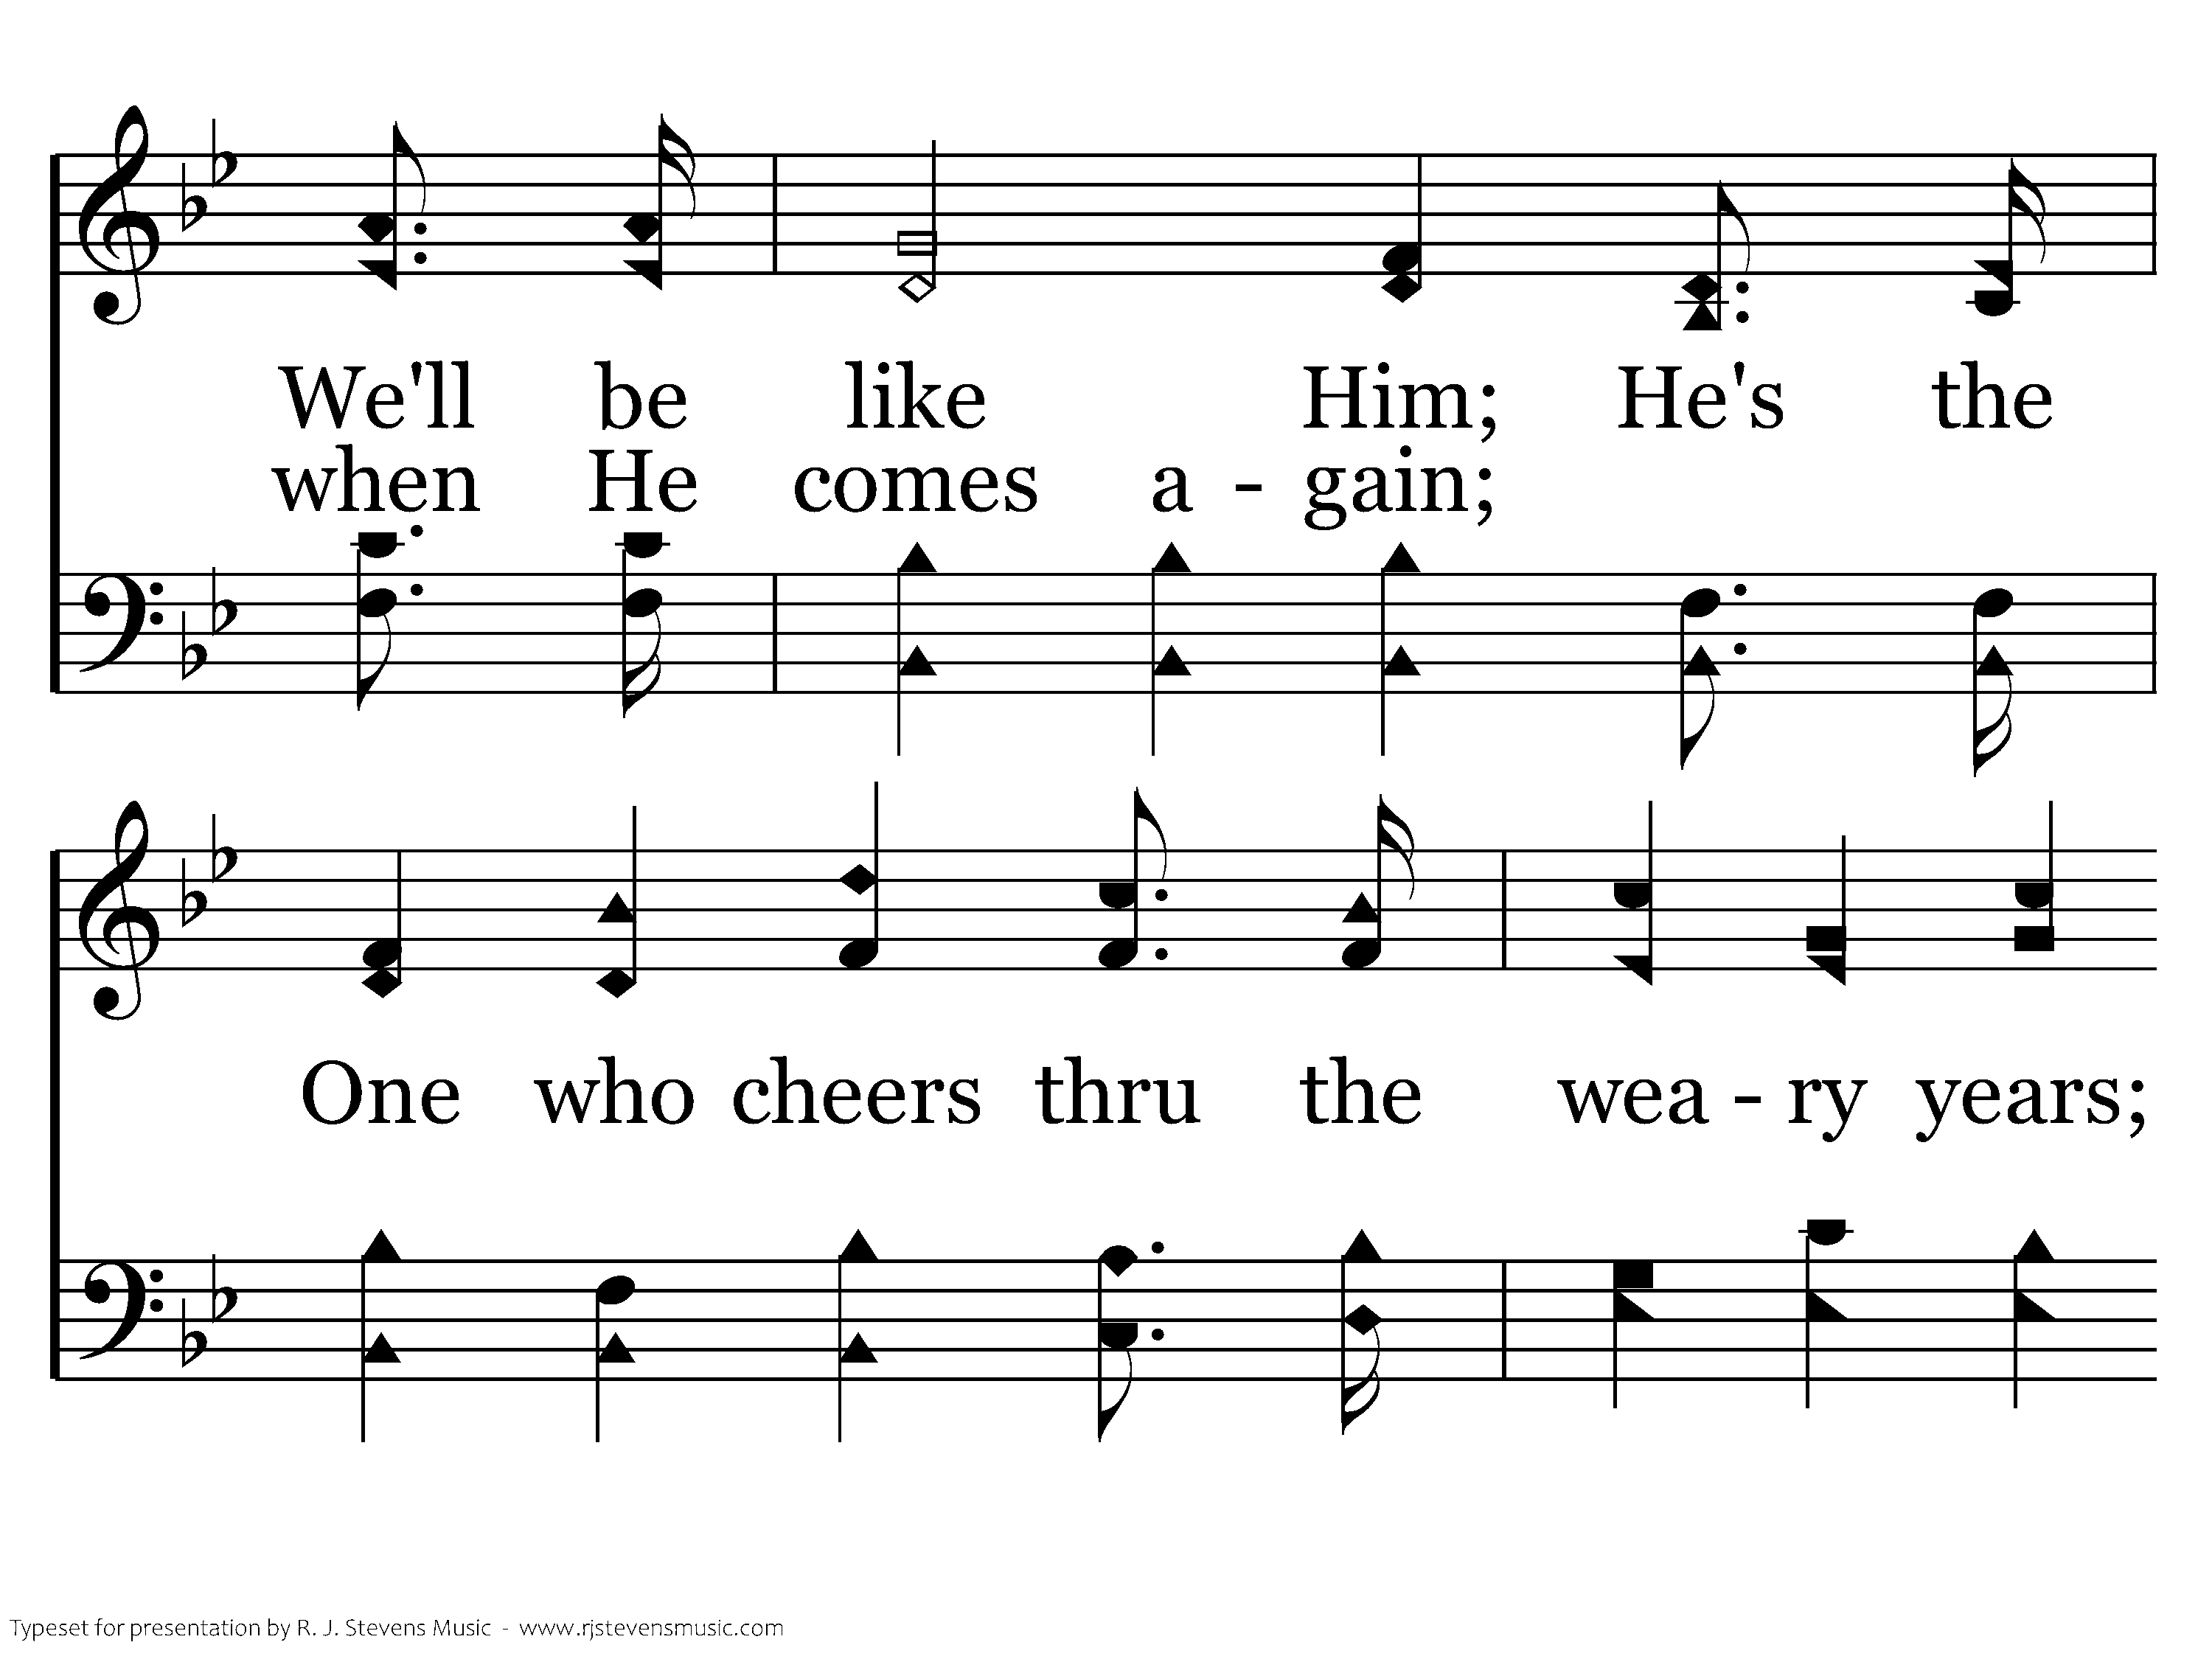 We'll be like Him; He's the
when He comes a - gain;
One who cheers thru the wea - ry years;
Typeset for presentation by R. J. Stevens Music - www.rjstevensmusic.com